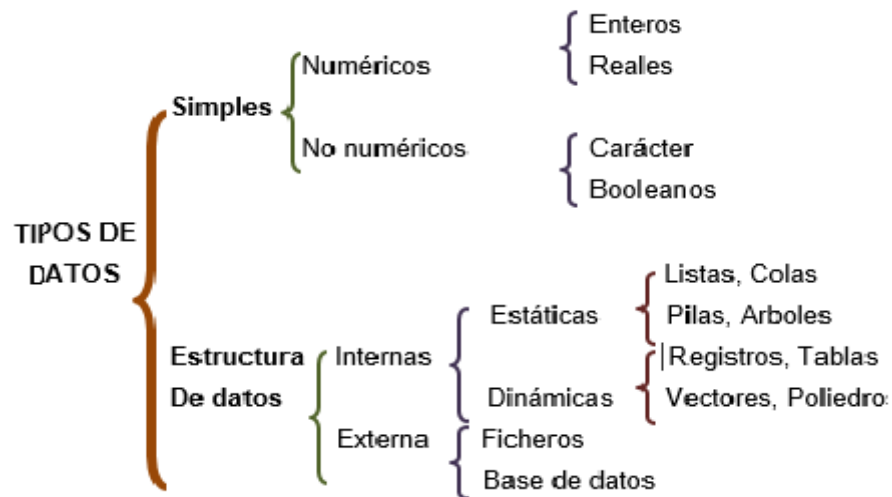 TIPOS DE
DATOS
Simples
Numéricos
Enteros
Reales
No numéricos
Carácter
Booleanos
Estructura
De datos
Internas
Estáticas
Listas, Colas
Pilas, Arboles
Dinámicas
Registros, Tablas
Vectores, Poliedro
Externa
Ficheros
Base de datos